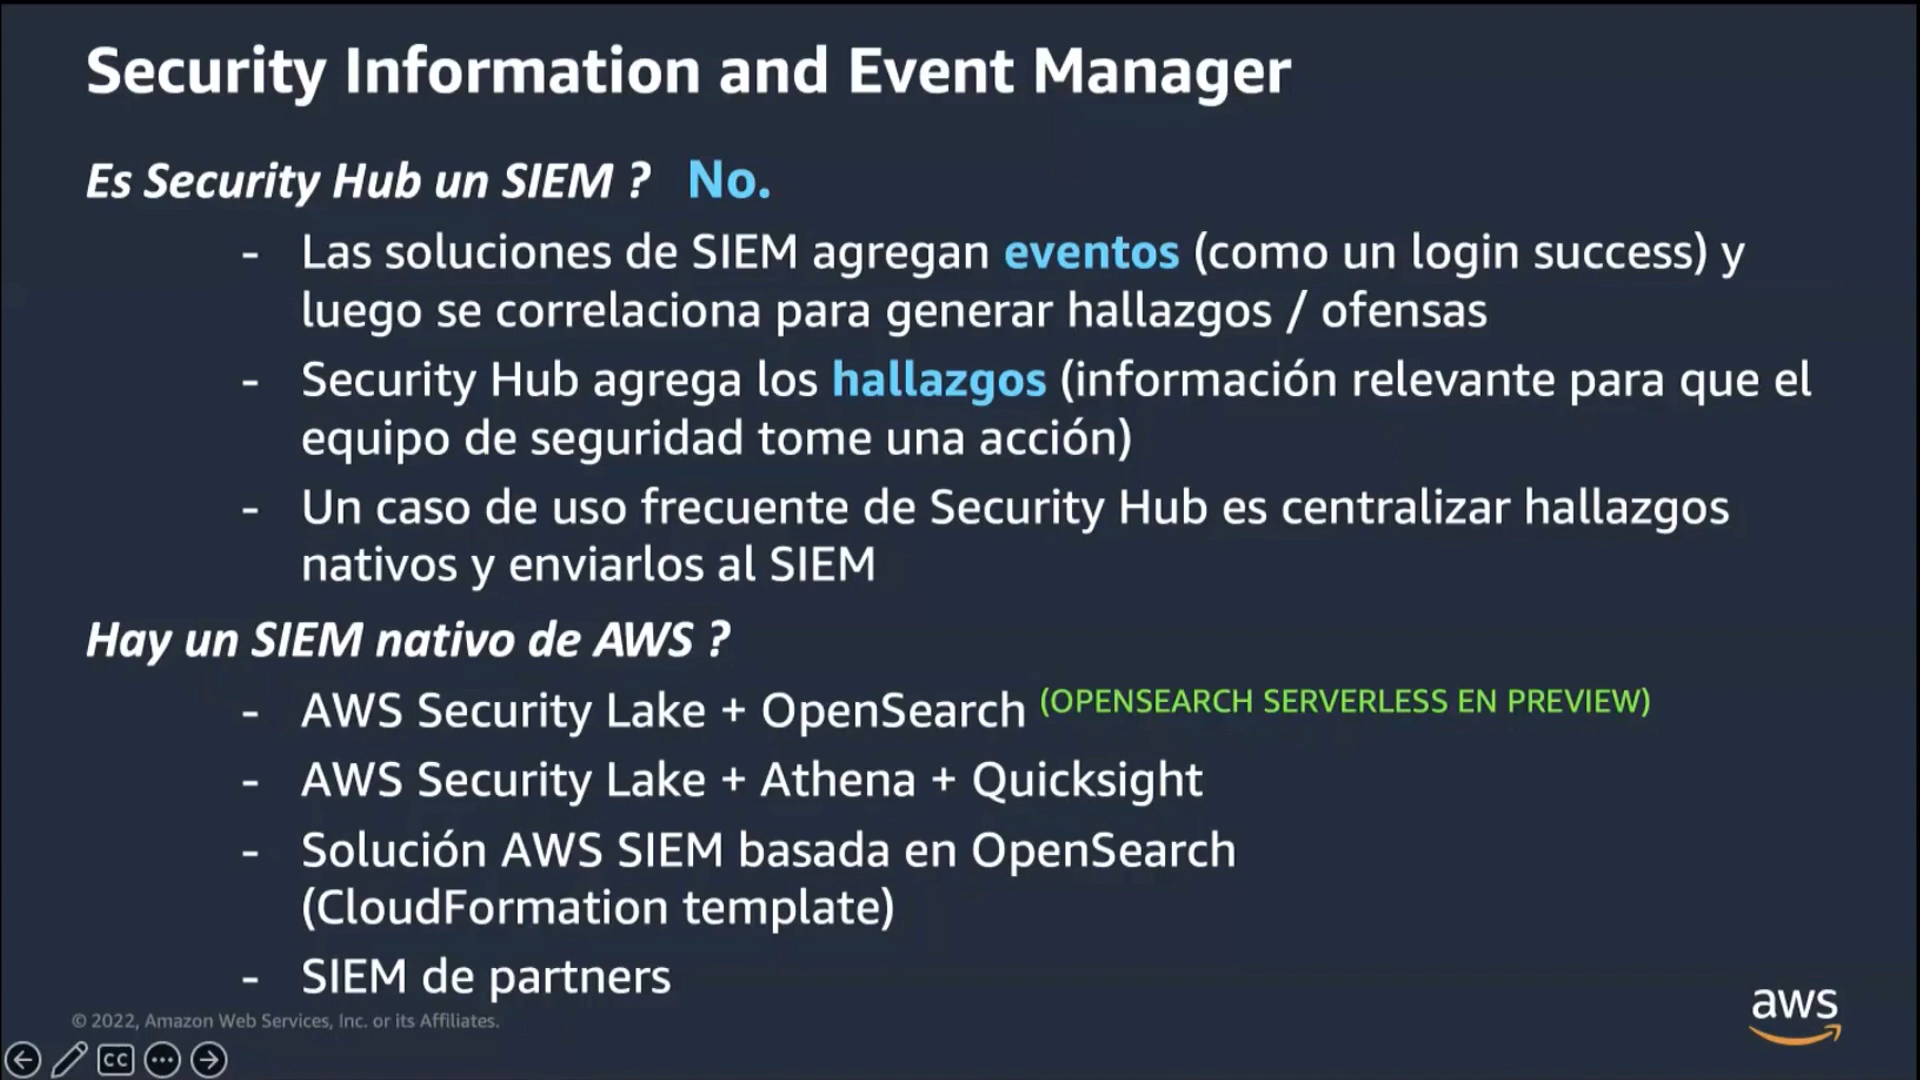 Security Information and Event Manager
Es Security Hub un SIEM ? No.
- Las soluciones de SIEM agregan eventos (como un login success) y
luego se correlaciona para generar hallazgos / ofensas
- Security Hub agrega los hallazgos (información relevante para que el
equipo de seguridad tome una acción)
- Un caso de uso frecuente de Security Hub es centralizar hallazgos
nativos y enviarlos al SIEM
Hay un SIEM nativo de AWS ?
- AWS Security Lake + OpenSearch (OPENSEARCH SERVERLESS EN PREVIEW)
- AWS Security Lake + Athena + Quicksight
- Solución AWS SIEM basada en OpenSearch
(CloudFormation template)
- SIEM de partners
© 2022, Amazon Web Services, Inc. or its Affiliates.
aws
CC